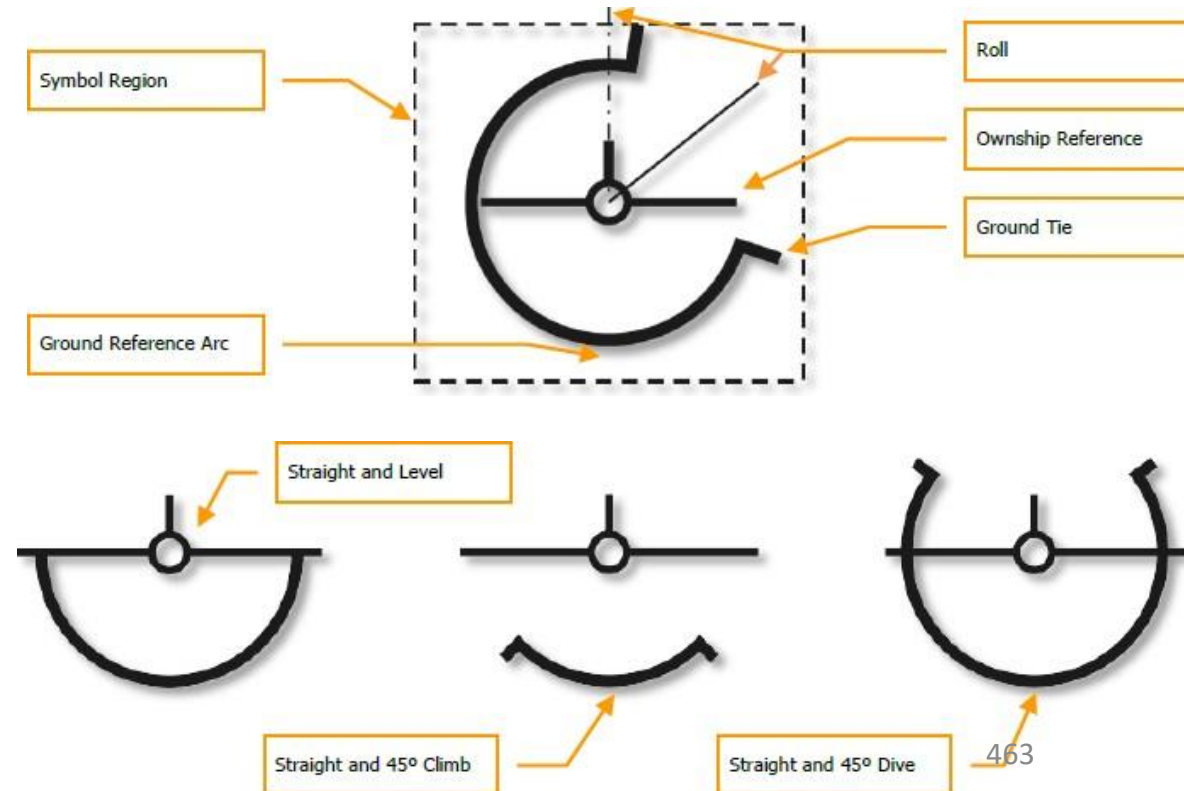 Roll
Symbol Region
Ownship Reference
Ground Tie
Ground Reference Arc
Straight and Level
Straight and 45º Climb
Straight and 45º Dive
463